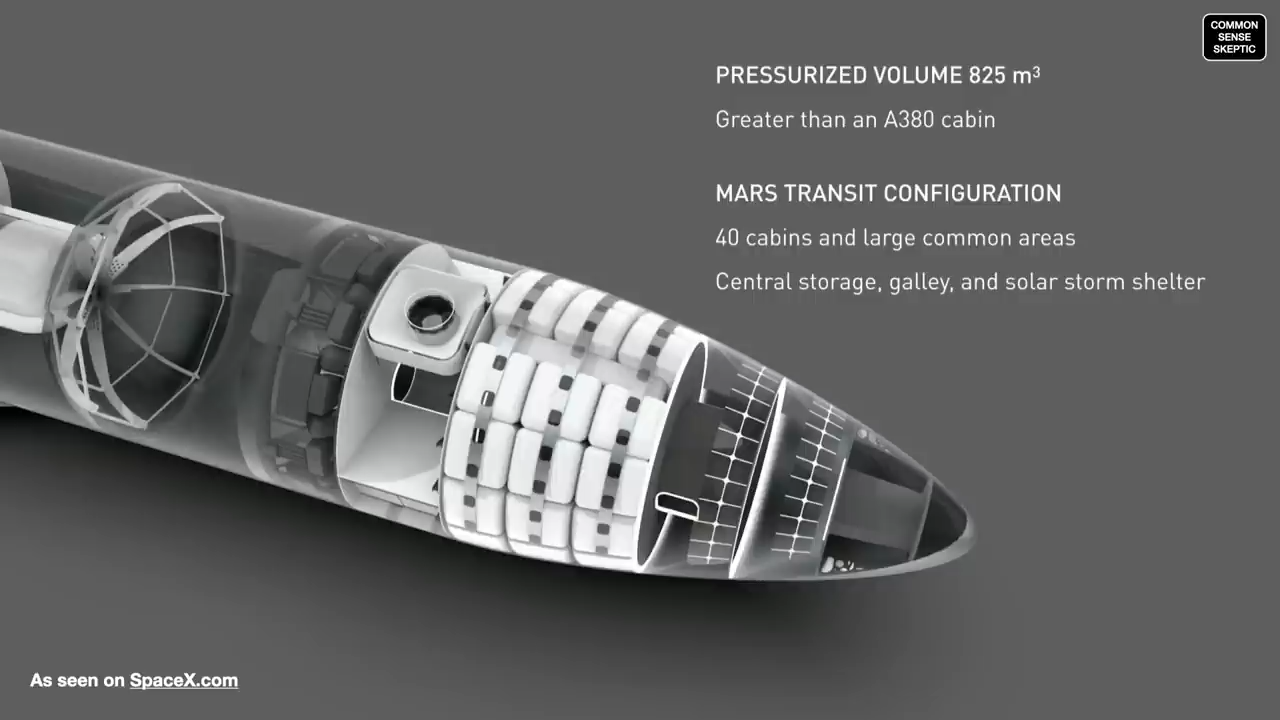 COMMON
SENSE
SKEPTIC
PRESSURIZED VOLUME 825 m³
Greater than an A380 cabin
MARS TRANSIT CONFIGURATION
40 cabins and large common areas
Central storage, galley, and solar storm shelter
As seen on SpaceX.com